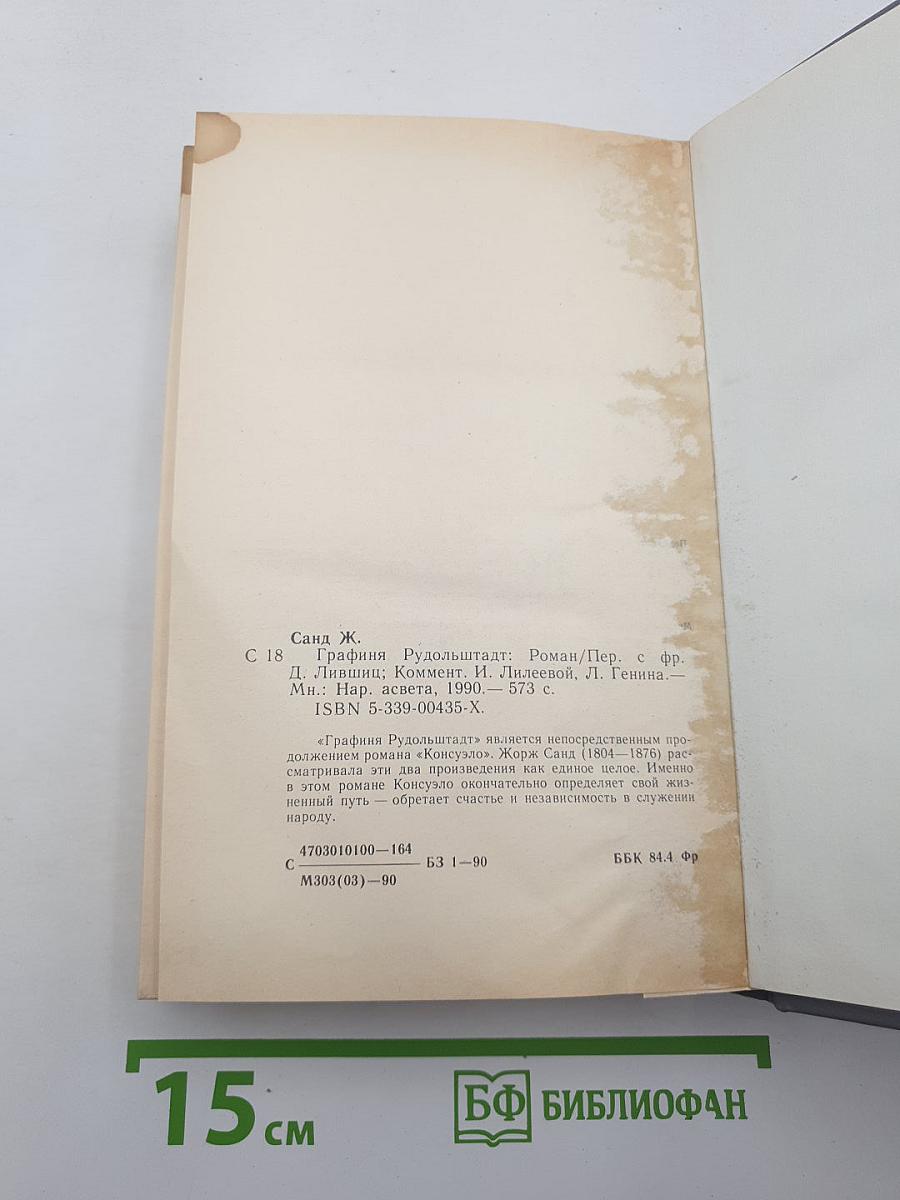 Санд Ж.
С 18 Графиня Рудольштадт: Роман/Пер. с фр.
Д. Лившиц; Коммент. И. Лилеевой, Л. Генина.—
Мн.: Нар. асвета, 1990.— 573 с.
ISBN 5-339-00435-X.
«Графиня Рудольштадт» является непосредственным про-
должением романа «Консуэло». Жорж Санд (1804—1876) рас-
сматривала эти два произведения как единое целое. Именно
в этом романе Консуэло окончательно определяет свой жиз-
ненный путь — обретает счастье и независимость в служении
народу.
4703010100—164
С БЗ 1—90 ББК 84.4 Фр
М303(03)—90
15 см
БФ БИБЛИОФАН